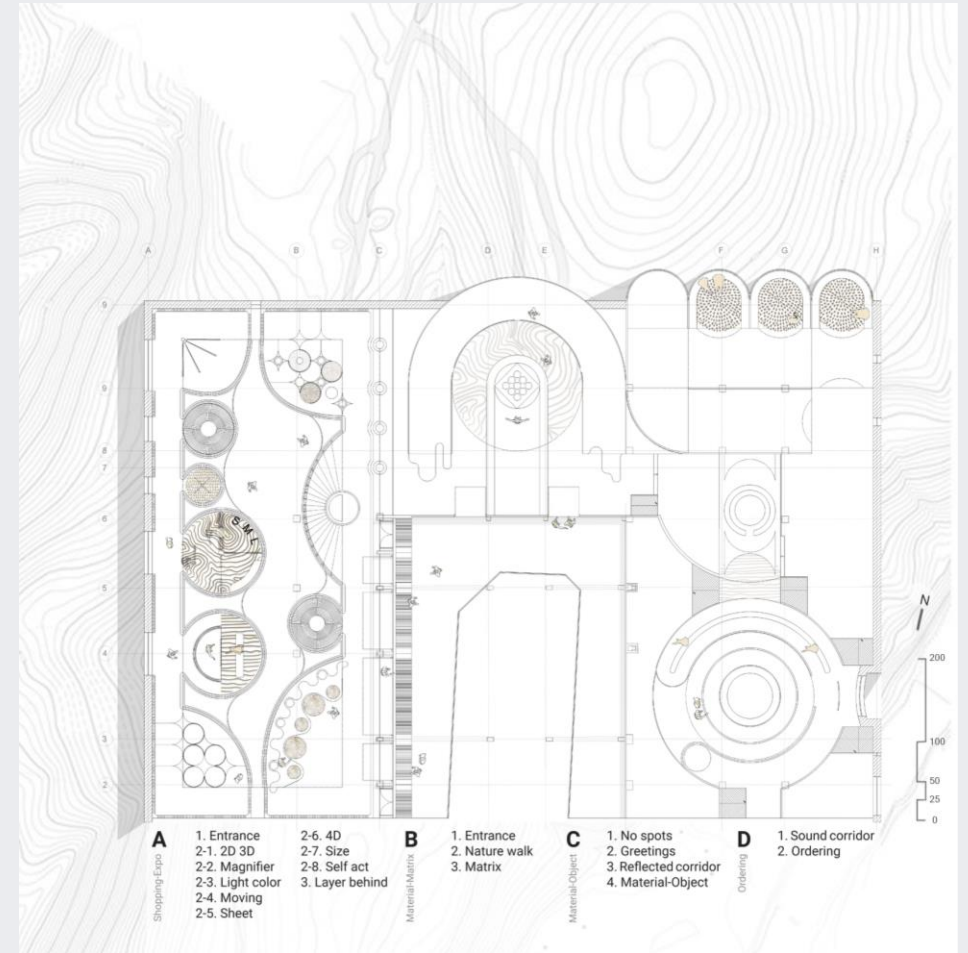 A B C D E F G H
9
9
8
7
6
S-M-L
5
N
4
200
3
100
2
50
25
0
A
Shopping-Expo
1. Entrance
2-1. 2D 3D
2-2. Magnifier
2-3. Light color
2-4. Moving
2-5. Sheet
2-6. 4D
2-7. Size
2-8. Self act
3. Layer behind
B
Material-Matrix
1. Entrance
2. Nature walk
3. Matrix
C
Material-Object
1. No spots
2. Greetings
3. Reflected corridor
4. Material-Object
D
Ordering
1. Sound corridor
2. Ordering